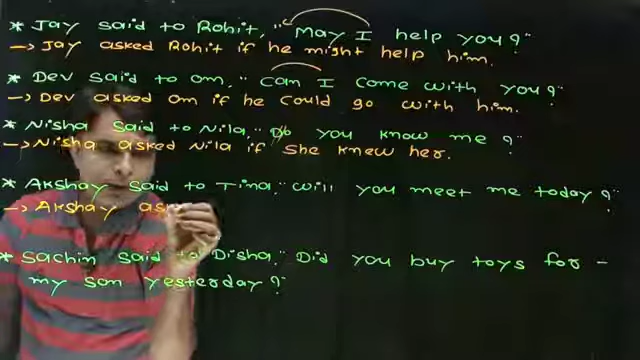 * Jay said to Rohit, "May I help you?"
→ Jay asked Rohit if he might help him.
* Dev said to Om, "Can I come with you?"
→ Dev asked Om if he could go with him.
* Nisha said to Nila, "Do you know me?
→ Nisha asked Nila if she knew her.
* Akshay said to Tina, "Will you meet me today?"
→ Akshay as
* Sachin said to Disha, "Did you buy toys for -
my son yesterday?"